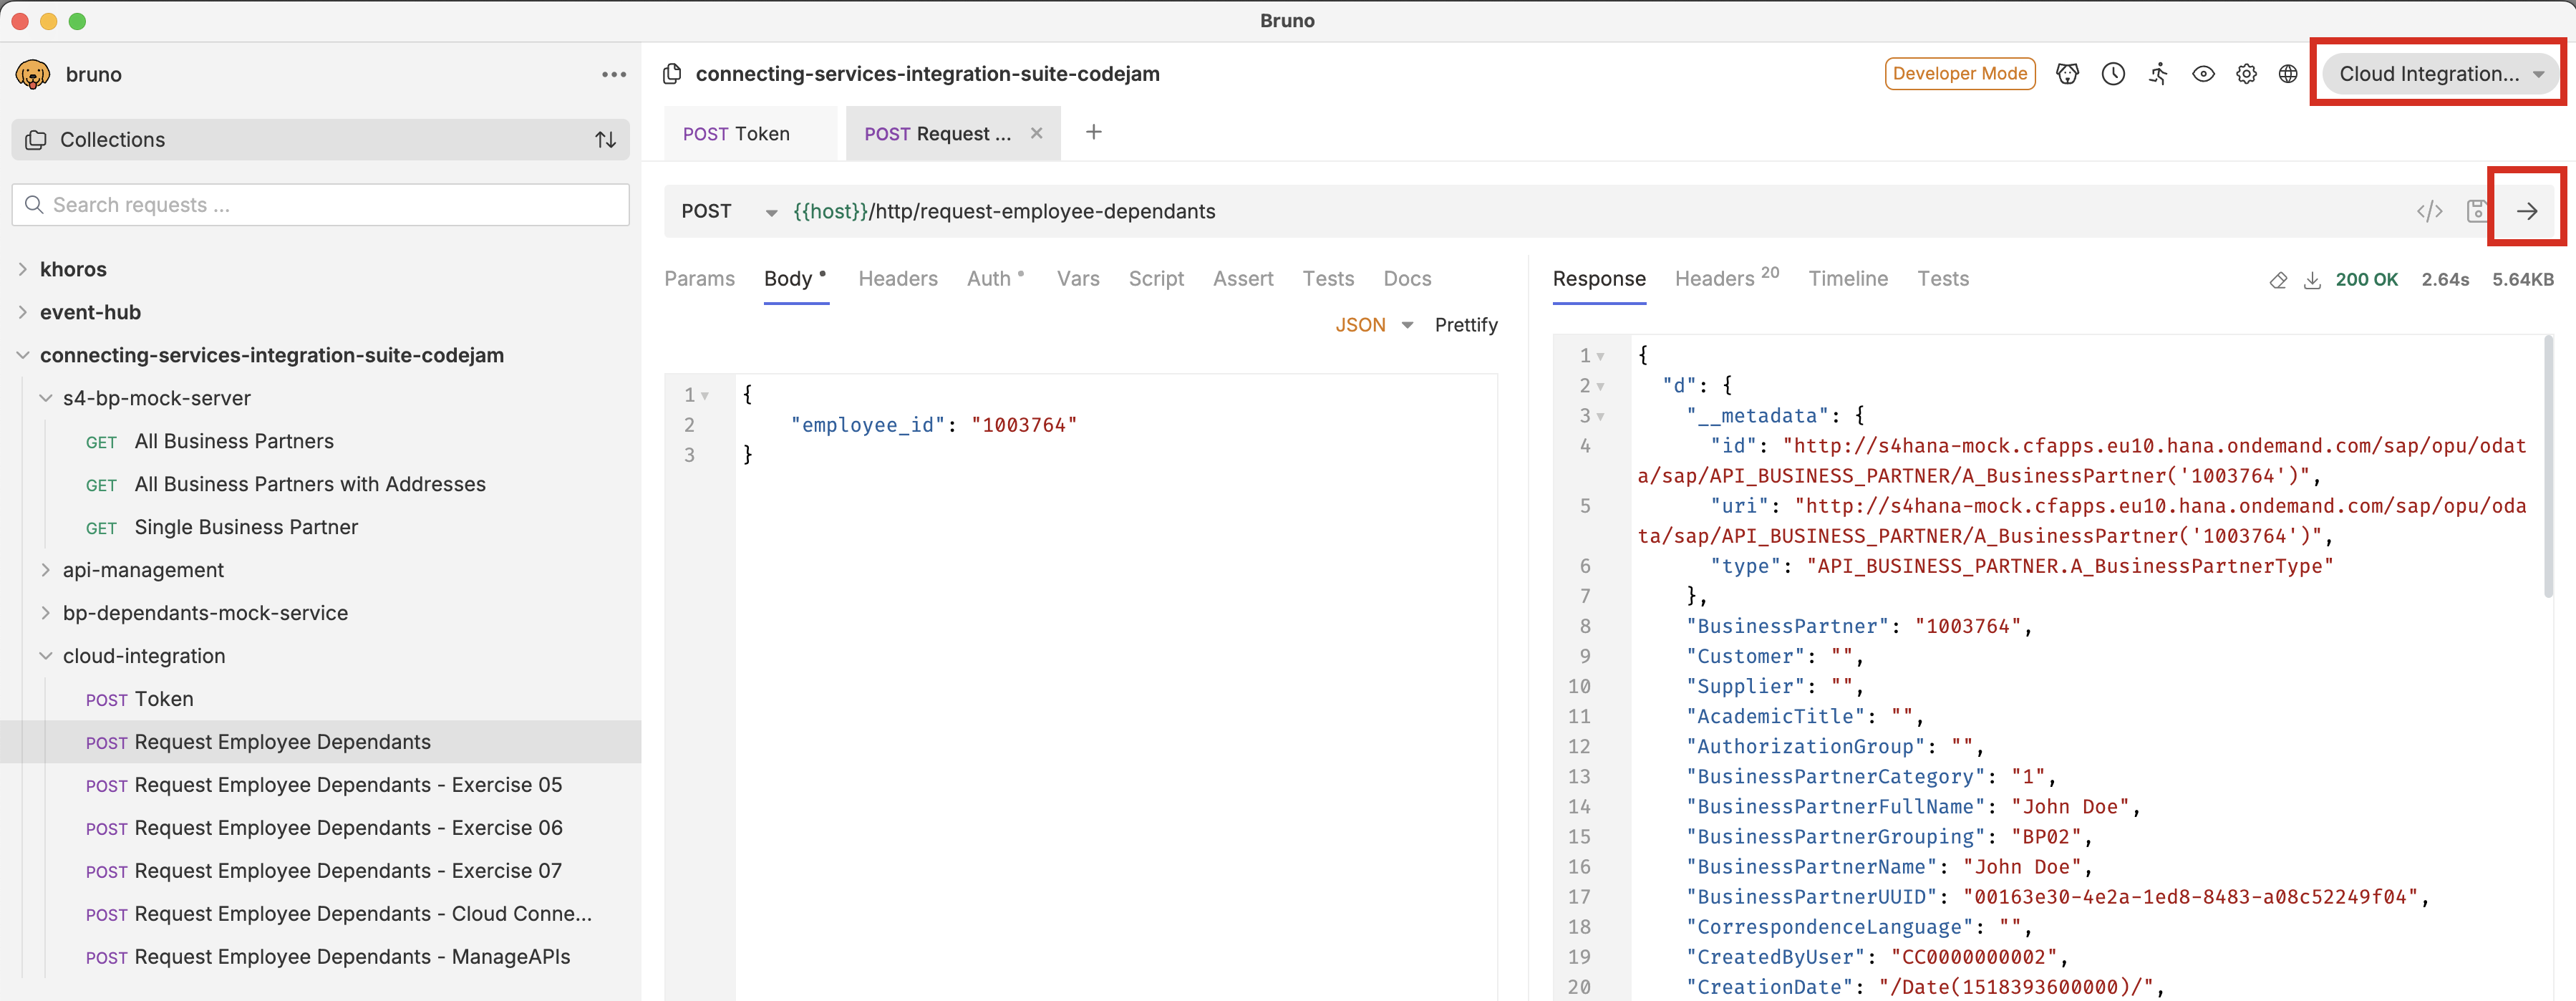 Bruno
bruno
Collections
Search requests ...
khoros
event-hub
connecting-services-integration-suite-codejam
s4-bp-mock-server
GET All Business Partners
GET All Business Partners with Addresses
GET Single Business Partner
api-management
bp-dependants-mock-service
cloud-integration
POST Token
POST Request Employee Dependants
POST Request Employee Dependants - Exercise 05
POST Request Employee Dependants - Exercise 06
POST Request Employee Dependants - Exercise 07
POST Request Employee Dependants - Cloud Conne...
POST Request Employee Dependants - ManageAPIs
connecting-services-integration-suite-codejam
Developer Mode
Cloud Integration...
POST Token
POST Request ...
POST {{host}}/http/request-employee-dependants
Params Body Headers Auth Vars Script Assert Tests Docs
JSON Prettify
1 {
2 "employee_id": "1003764"
3 }
Response Headers 20 Timeline Tests 200 OK 2.64s 5.64KB
1 {
2 "d": {
3 "__metadata": {
4 "id": "http://s4hana-mock.cfapps.eu10.hana.ondemand.com/sap/opu/odat
a/sap/API_BUSINESS_PARTNER/A_BusinessPartner('1003764')",
5 "uri": "http://s4hana-mock.cfapps.eu10.hana.ondemand.com/sap/opu/oda
ta/sap/API_BUSINESS_PARTNER/A_BusinessPartner('1003764')",
6 "type": "API_BUSINESS_PARTNER.A_BusinessPartnerType"
7 },
8 "BusinessPartner": "1003764",
9 "Customer": "",
10 "Supplier": "",
11 "AcademicTitle": "",
12 "AuthorizationGroup": "",
13 "BusinessPartnerCategory": "1",
14 "BusinessPartnerFullName": "John Doe",
15 "BusinessPartnerGrouping": "BP02",
16 "BusinessPartnerName": "John Doe",
17 "BusinessPartnerUUID": "00163e30-4e2a-1ed8-8483-a08c52249f04",
18 "CorrespondenceLanguage": "",
19 "CreatedByUser": "CC0000000002",
20 "CreationDate": "/Date(1518393600000)/",